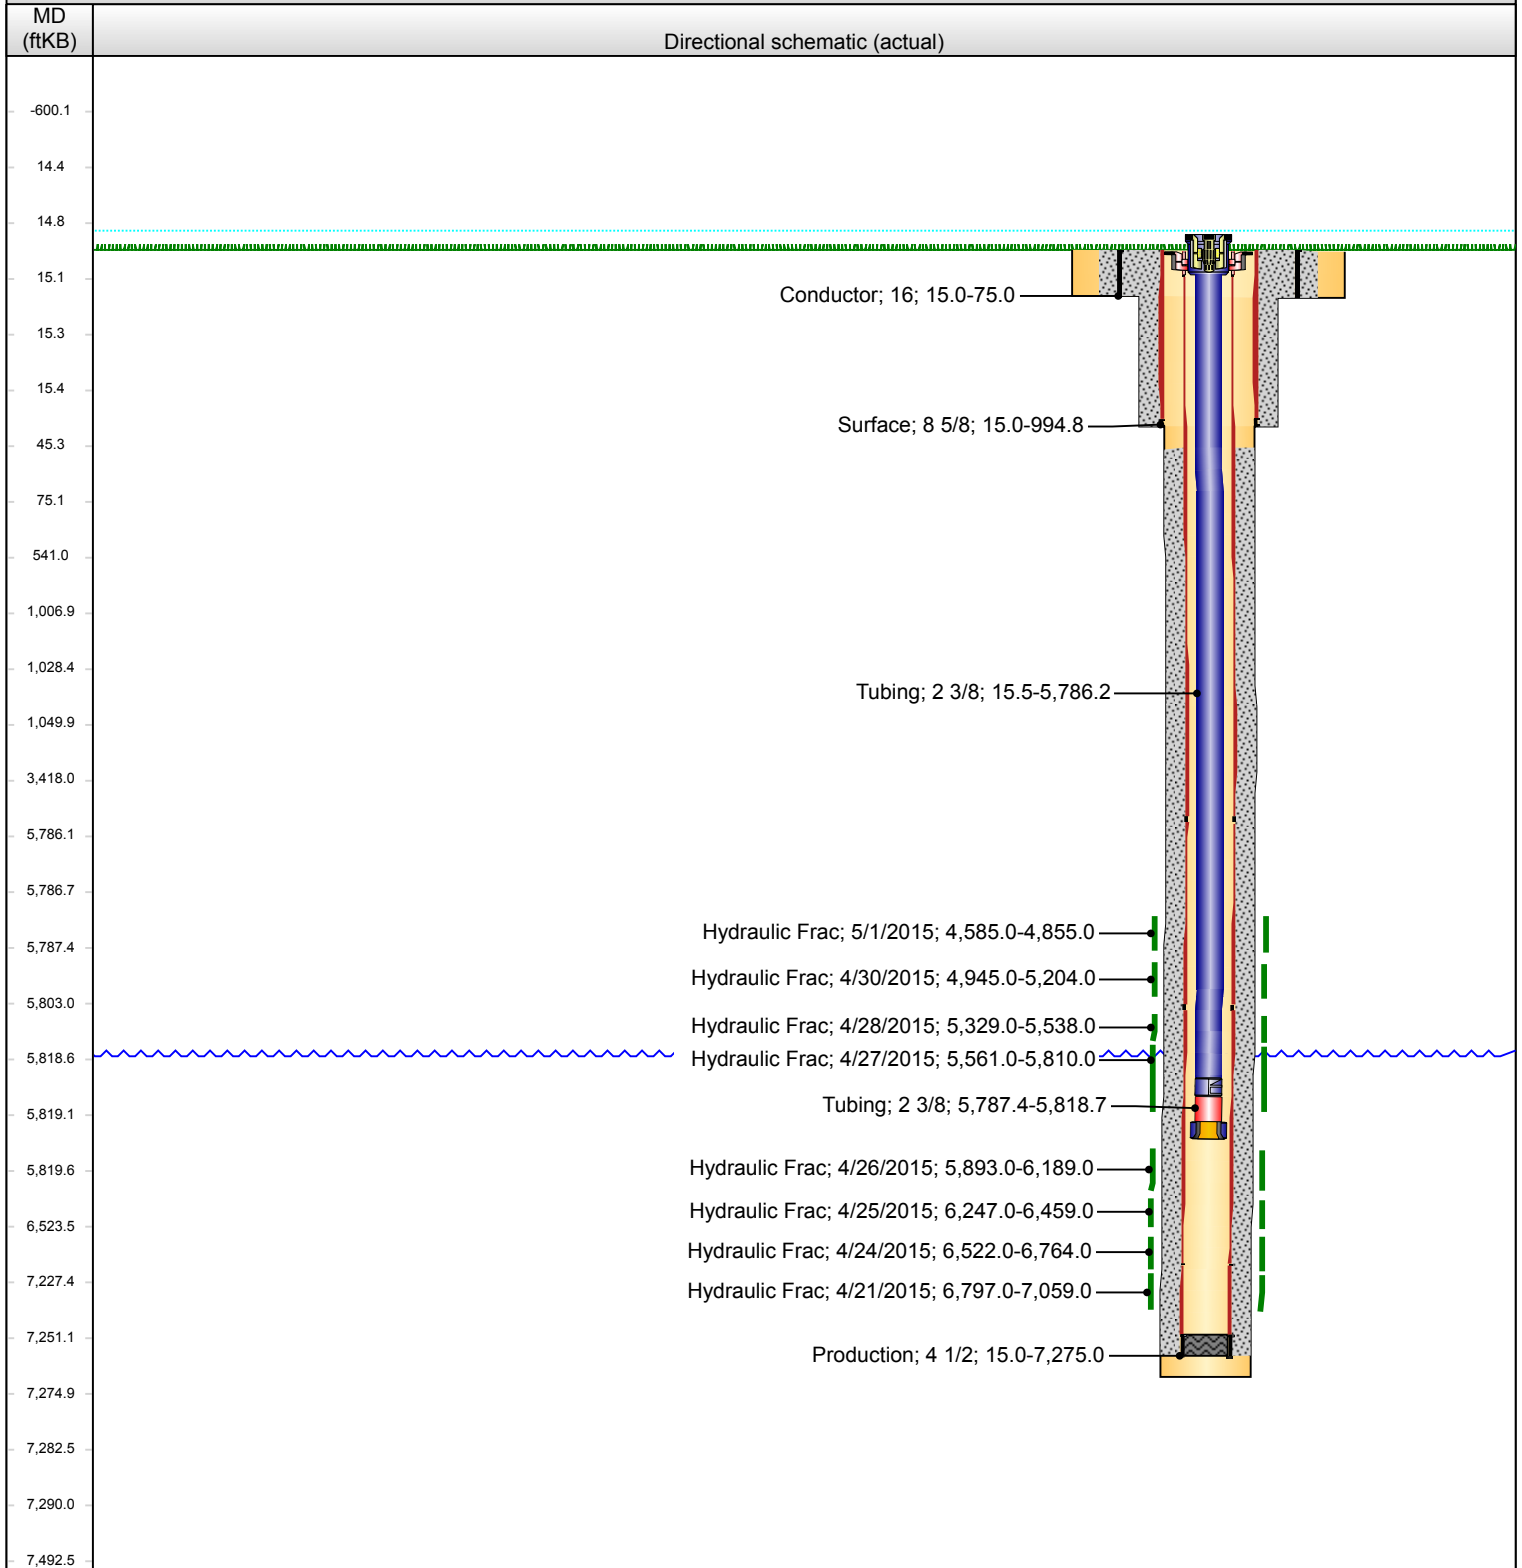 MD
(ftKB)
Directional schematic (actual)
-600.1
14.4
14.8
15.1
Conductor; 16; 15.0-75.0
15.3
15.4
Surface; 8 5/8; 15.0-994.8
45.3
75.1
541.0
1,006.9
1,028.4
Tubing; 2 3/8; 15.5-5,786.2
1,049.9
3,418.0
5,786.1
5,786.7
Hydraulic Frac; 5/1/2015; 4,585.0-4,855.0
5,787.4
Hydraulic Frac; 4/30/2015; 4,945.0-5,204.0
5,803.0
Hydraulic Frac; 4/28/2015; 5,329.0-5,538.0
5,818.6
Hydraulic Frac; 4/27/2015; 5,561.0-5,810.0
Tubing; 2 3/8; 5,787.4-5,818.7
5,819.1
Hydraulic Frac; 4/26/2015; 5,893.0-6,189.0
5,819.6
Hydraulic Frac; 4/25/2015; 6,247.0-6,459.0
6,523.5
Hydraulic Frac; 4/24/2015; 6,522.0-6,764.0
7,227.4
Hydraulic Frac; 4/21/2015; 6,797.0-7,059.0
7,251.1
Production; 4 1/2; 15.0-7,275.0
7,274.9
7,282.5
7,290.0
7,492.5